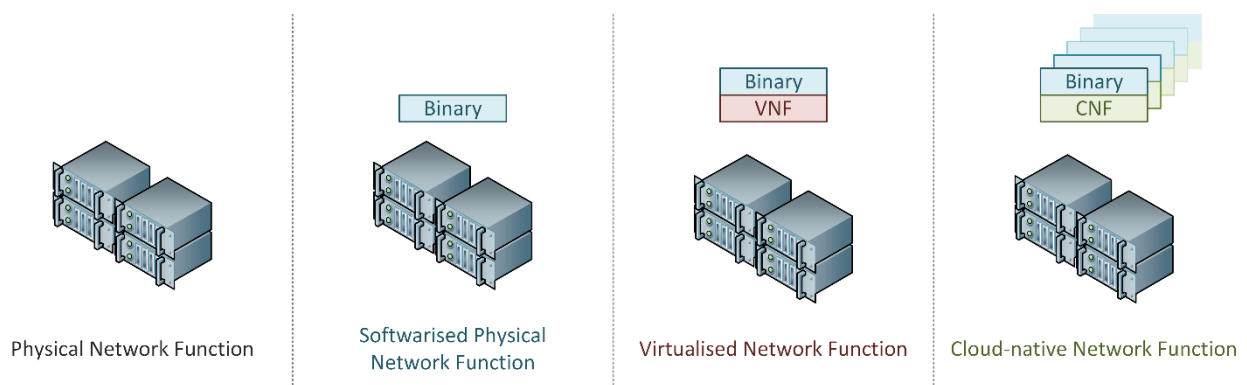 Binary
Binary
VNF
Binary
CNF
Physical Network Function
Softwarised Physical
Network Function
Virtualised Network Function
Cloud-native Network Function